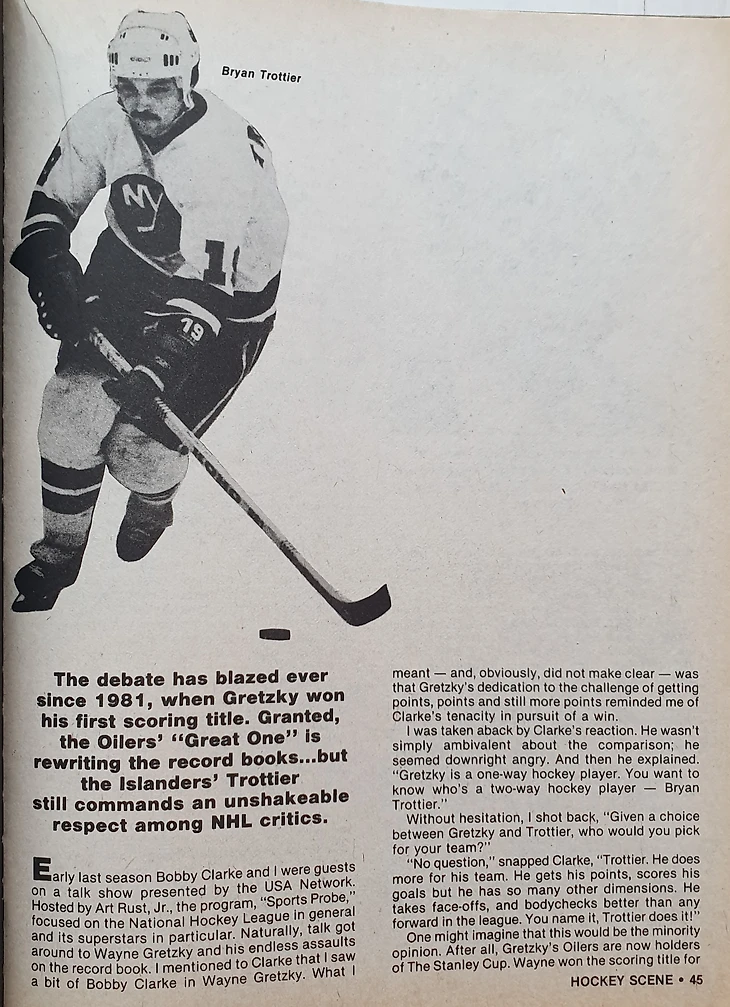 Bryan Trottier
NY
1
19
The debate has blazed ever
since 1981, when Gretzky won
his first scoring title. Granted,
the Oilers' “Great One” is
rewriting the record books...but
the Islanders' Trottier
still commands an unshakeable
respect among NHL critics.
Early last season Bobby Clarke and I were guests
on a talk show presented by the USA Network.
Hosted by Art Rust, Jr., the program, “Sports Probe,”
focused on the National Hockey League in general
and its superstars in particular. Naturally, talk got
around to Wayne Gretzky and his endless assaults
on the record book. I mentioned to Clarke that I saw
a bit of Bobby Clarke in Wayne Gretzky. What I
meant — and, obviously, did not make clear — was
that Gretzky's dedication to the challenge of getting
points, points and still more points reminded me of
Clarke's tenacity in pursuit of a win.
I was taken aback by Clarke's reaction. He wasn't
simply ambivalent about the comparison; he
seemed downright angry. And then he explained.
“Gretzky is a one-way hockey player. You want to
know who's a two-way hockey player — Bryan
Trottier.”
Without hesitation, I shot back, “Given a choice
between Gretzky and Trottier, who would you pick
for your team?”
“No question,” snapped Clarke, “Trottier. He does
more for his team. He gets his points, scores his
goals but he has so many other dimensions. He
takes face-offs, and bodychecks better than any
forward in the league. You name it, Trottier does it!”
One might imagine that this would be the minority
opinion. After all, Gretzky's Oilers are now holders
of The Stanley Cup. Wayne won the scoring title for
HOCKEY SCENE • 45